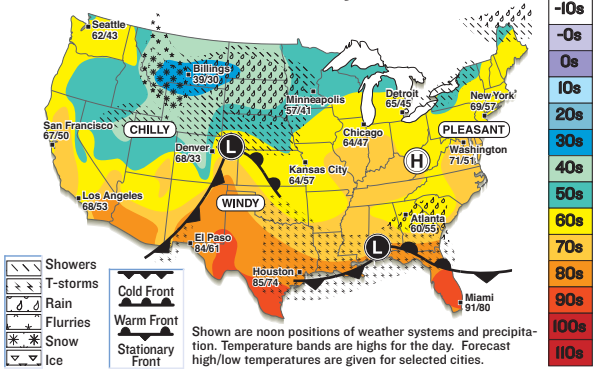 Seattle
62/43
Billings
39/30
Minneapolis
57/41
Detroit
65/45
New York
69/57
San Francisco
67/50
CHILLY
PLEASANT
Chicago
64/47
Washington
71/51
Denver
68/33
L
H
Kansas City
64/57
Los Angeles
68/53
WINDY
Atlanta
60/55
El Paso
84/61
L
Houston
85/74
Miami
91/80
-10s
-0s
0s
10s
20s
30s
40s
50s
60s
70s
80s
90s
100s
110s
Showers
T-storms
Rain
Flurries
Snow
Ice
Cold Front
Warm Front
Stationary
Front
Shown are noon positions of weather systems and precipita-
tion. Temperature bands are highs for the day. Forecast
high/low temperatures are given for selected cities.